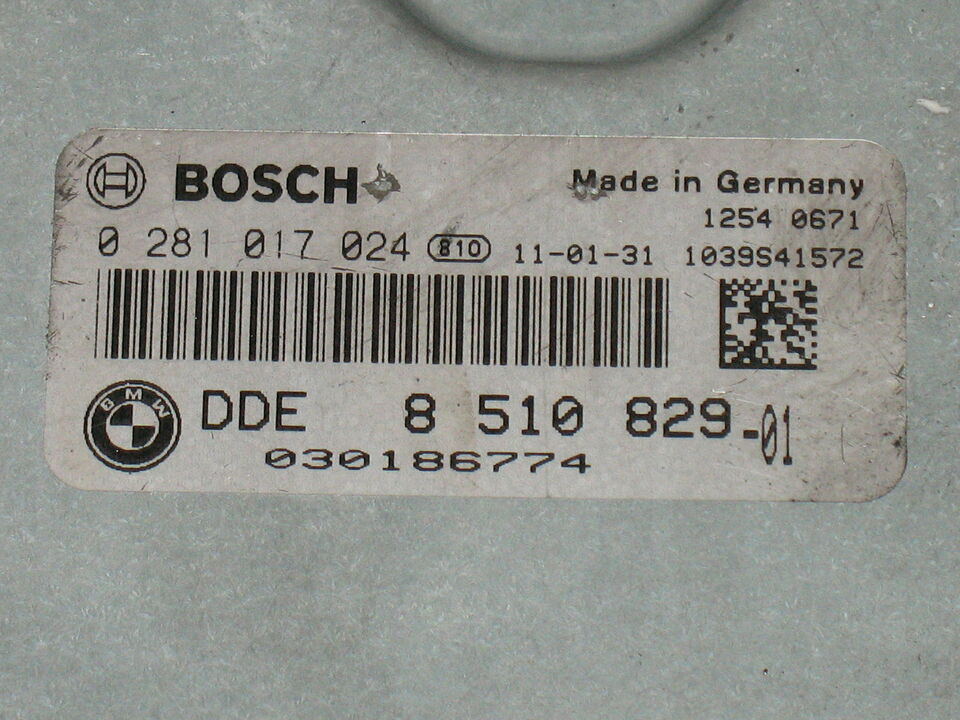 BOSCH Made in Germany
1254 0671
0 281 017 024 810 11-01-31 1039S41572
BMW DDE 8 510 829-01
030186774